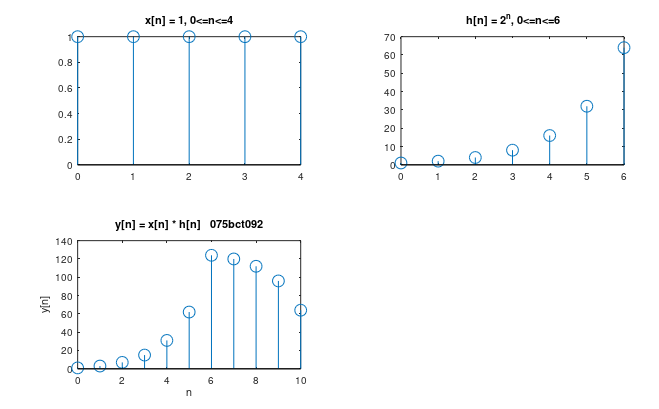 x[n] = 1, 0<=n<=4
1
0.8
0.6
0.4
0.2
0
0 1 2 3 4
h[n] = 2^n, 0<=n<=6
70
60
50
40
30
20
10
0
0 1 2 3 4 5 6
y[n] = x[n] * h[n] 075bct092
y[n]
140
120
100
80
60
40
20
0
0 2 4 6 8 10
n